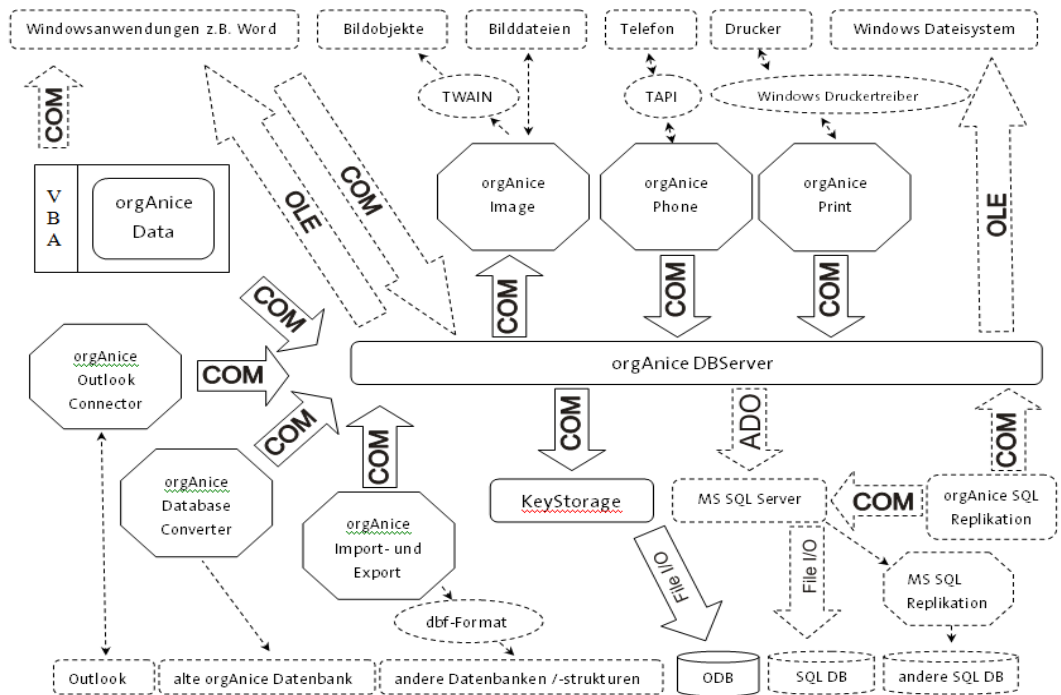 Windowsanwendungen z.B. Word
Bildobjekte
Bilddateien
Telefon
Drucker
Windows Dateisystem
TWAIN
TAPI
Windows Druckertreiber
COM
OLE
COM
OLE
V
B
A
orgAnice
Data
orgAnice
Image
orgAnice
Phone
orgAnice
Print
COM
COM
COM
COM
orgAnice DBServer
orgAnice
Outlook
Connector
COM
COM
COM
COM
ADO
COM
orgAnice
Database
Converter
orgAnice
Import- und
Export
KeyStorage
MS SQL Server
COM
orgAnice SQL
Replikation
File I/O
File I/O
MS SQL
Replikation
dbf-Format
Outlook
alte orgAnice Datenbank
andere Datenbanken /-strukturen
ODB
SQL DB
andere SQL DB